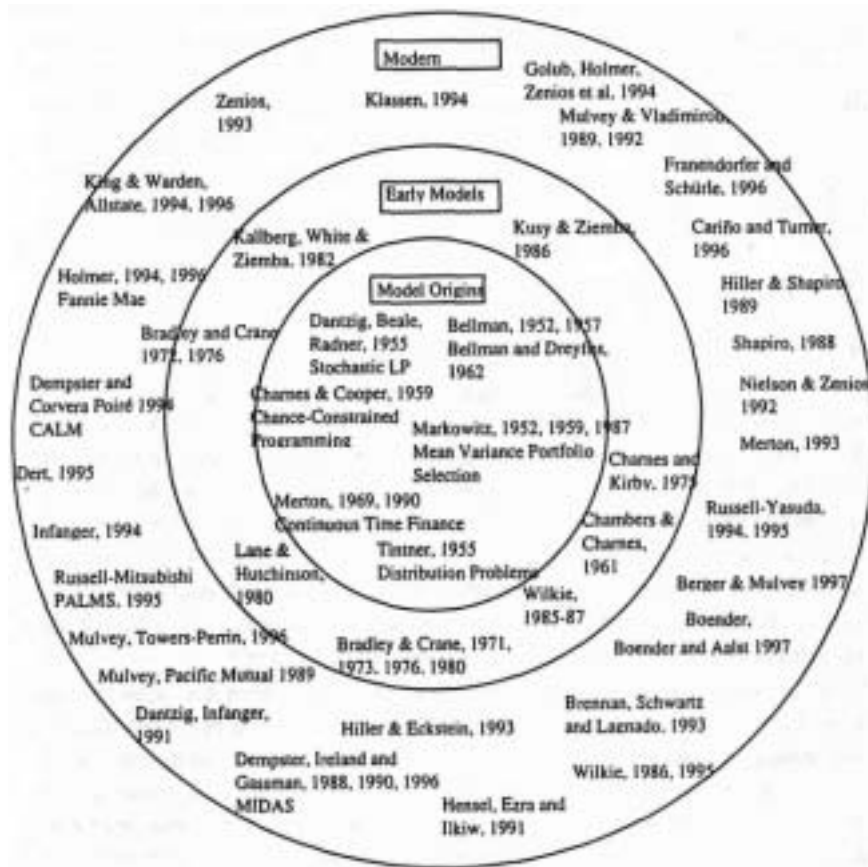 Modern
Golub, Holmer,
Zenios et al, 1994
Zenios,
1993
Klassen, 1994
Mulvey & Vladimirou,
1989, 1992
King & Warden,
Allstate, 1994, 1996
Franendorfer and
Schürle, 1996
Early Models
Kallberg, White &
Ziemba, 1982
Kusy & Ziemba,
1986
Cariño and Turner,
1996
Holmer, 1994, 1996
Fannie Mae
Hiller & Shapiro,
1989
Model Origins
Dantzig, Beale,
Radner, 1955
Stochastic LP
Bellman, 1952, 1957
Bellman and Dreyfus,
1962
Bradley and Crane
1972, 1976
Shapiro, 1988
Dempster and
Corvera Poiré 1994
CALM
Charnes & Cooper, 1959
Chance-Constrained
Programming
Nielson & Zenios
1992
Markowitz, 1952, 1959, 1987
Mean Variance Portfolio
Selection
Merton, 1993
Dert, 1995
Charnes and
Kirby, 1975
Merton, 1969, 1990
Continuous Time Finance
Russell-Yasuda,
1994, 1995
Infanger, 1994
Chambers &
Charnes,
1961
Lane &
Hutchinson,
1980
Tintner, 1955
Distribution Problems
Russell-Mitsubishi
PALMS, 1995
Wilkie,
1985-87
Berger & Mulvey 1997
Boender,
Boender and Aalst 1997
Mulvey, Towers-Perrin, 1996
Bradley & Crane, 1971,
1973, 1976, 1980
Mulvey, Pacific Mutual 1989
Dantzig, Infanger,
1991
Hiller & Eckstein, 1993
Brennan, Schwartz
and Lagnado, 1993
Dempster, Ireland and
Gassman, 1988, 1990, 1996
MIDAS
Wilkie, 1986, 1995
Hensel, Ezra and
Ilkiw, 1991